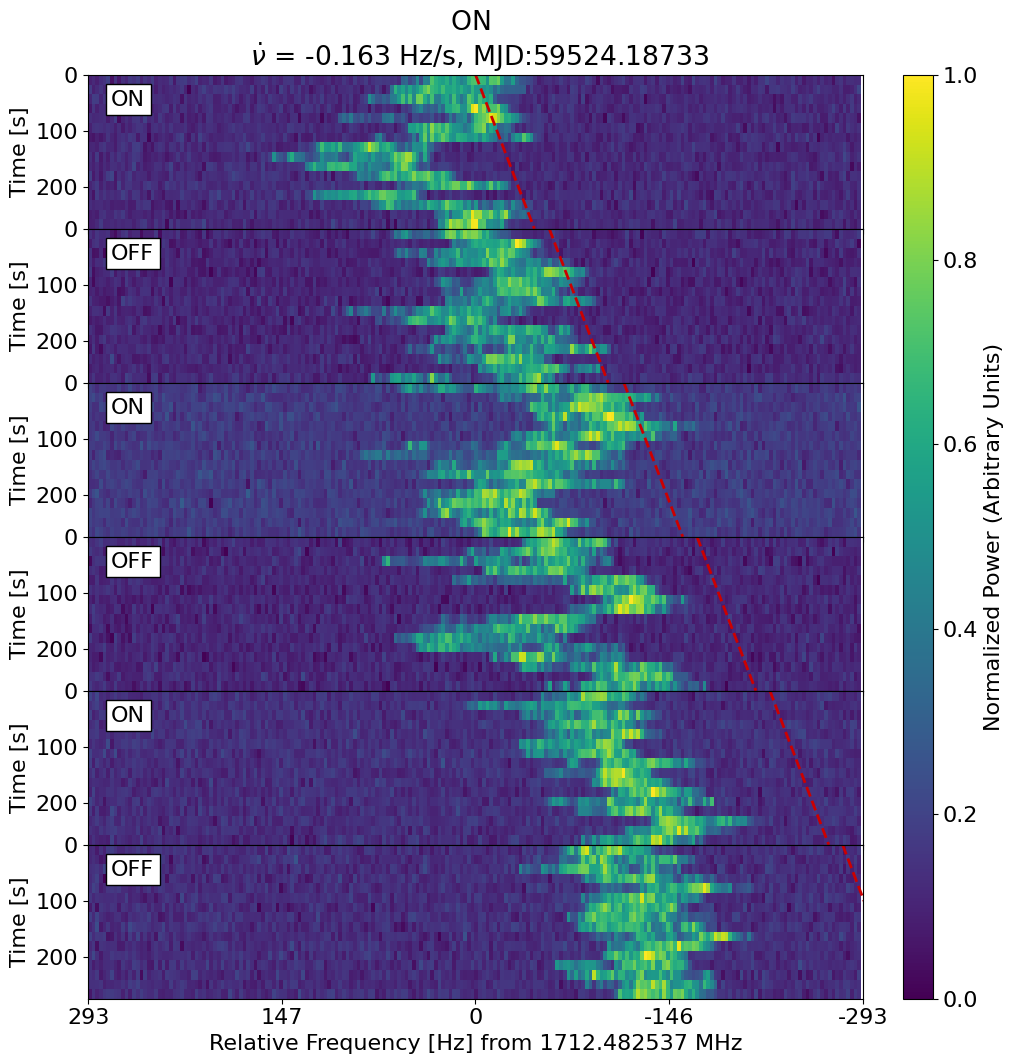 ON
ν̇ = -0.163 Hz/s, MJD:59524.18733
0
ON
100
200
Time [s]
0
OFF
100
200
Time [s]
0
ON
100
200
Time [s]
0
OFF
100
200
Time [s]
0
ON
100
200
Time [s]
0
OFF
100
200
Time [s]
293 147 0 -146 -293
Relative Frequency [Hz] from 1712.482537 MHz
1.0
0.8
0.6
0.4
0.2
0.0
Normalized Power (Arbitrary Units)